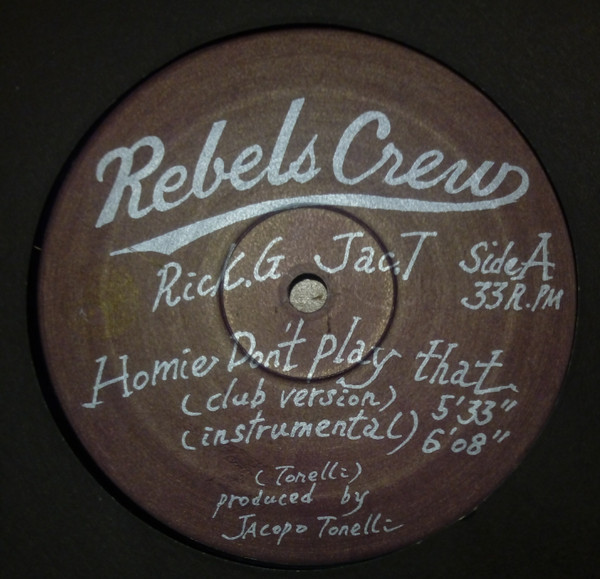 Rebels Crew
Rick.G Jac.T Side A
33 R.PM
Homie Don't play that
(club version) 5'33"
(instrumental) 6'08"
(Tonelli)
produced by
JAcopo Tonelli